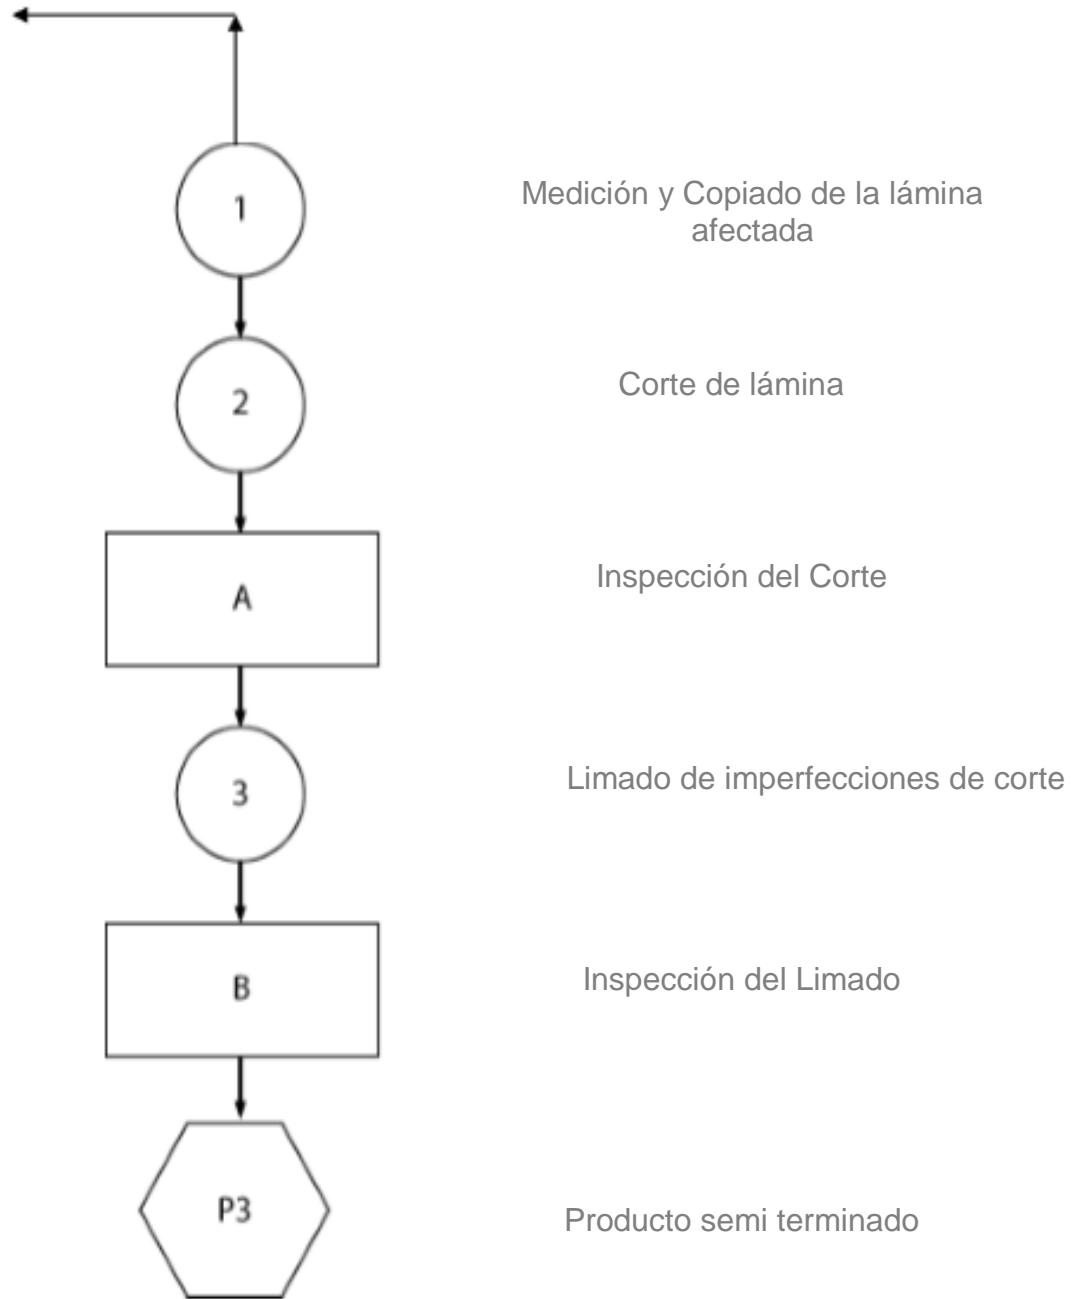 1
Medición y Copiado de la lámina
afectada
2
Corte de lámina
A
Inspección del Corte
3
Limado de imperfecciones de corte
B
Inspección del Limado
P3
Producto semi terminado